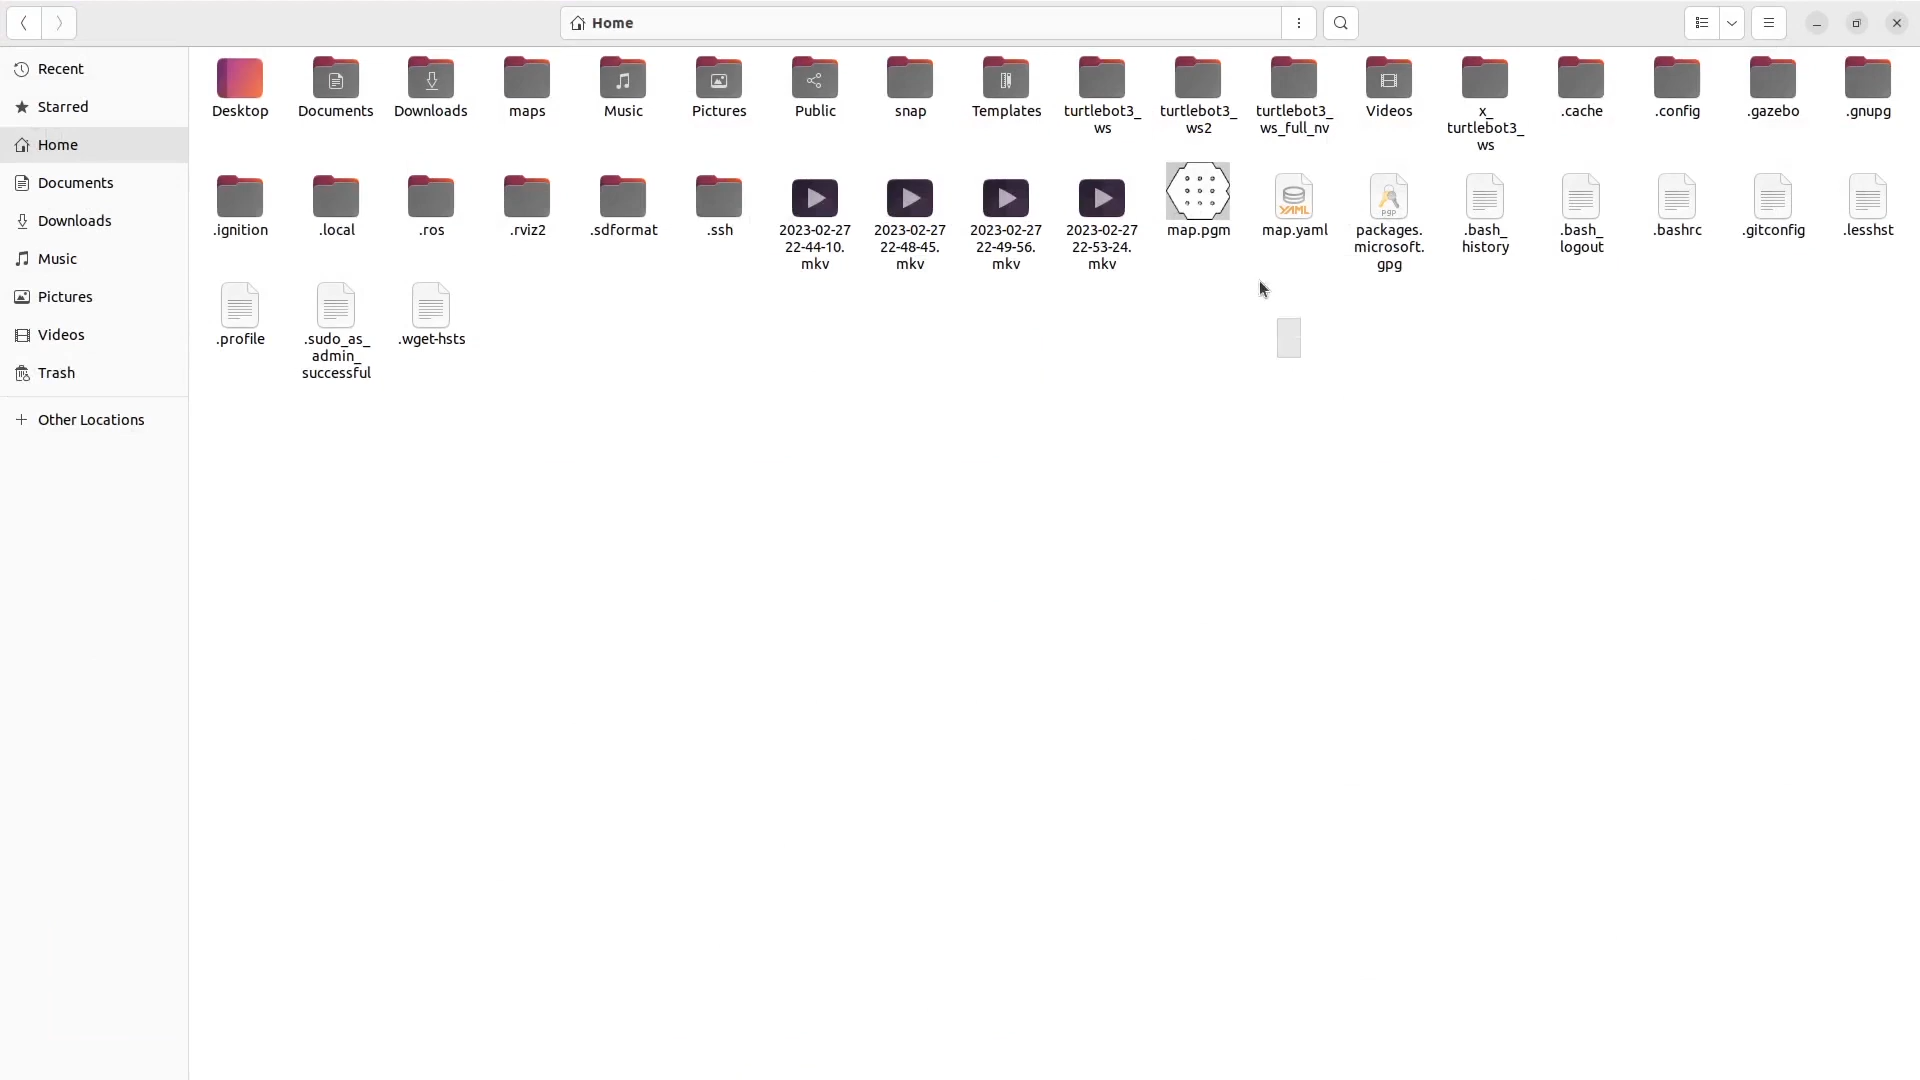 Home
Recent
Starred
Home
Documents
Downloads
Music
Pictures
Videos
Trash
Other Locations
Desktop
Documents
Downloads
maps
Music
Pictures
Public
snap
Templates
turtlebot3_
ws
turtlebot3_
ws2
turtlebot3_
ws_full_nv
Videos
x_
turtlebot3_
ws
.cache
.config
.gazebo
.gnupg
.ignition
.local
.ros
.rviz2
.sdformat
.ssh
2023-02-27
22-44-10.
mkv
2023-02-27
22-48-45.
mkv
2023-02-27
22-49-56.
mkv
2023-02-27
22-53-24.
mkv
map.pgm
YAML
map.yaml
pgp
packages.
microsoft.
gpg
.bash_
history
.bash_
logout
.bashrc
.gitconfig
.lesshst
.profile
.sudo_as_
admin_
successful
.wget-hsts